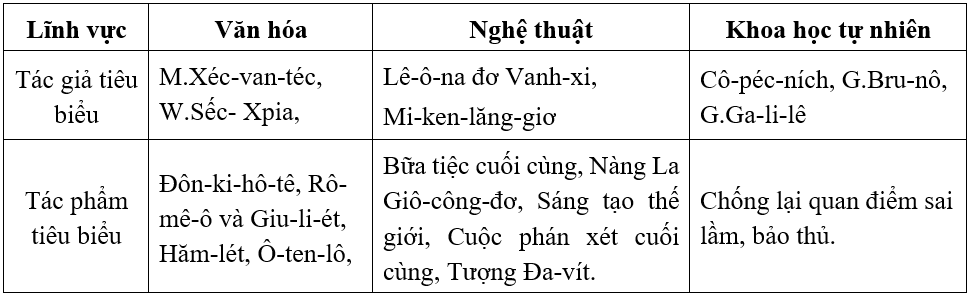 Lĩnh vực
Văn hóa
Nghệ thuật
Khoa học tự nhiên
Tác giả tiêu
biểu
M.Xéc-van-téc,
W.Sếc- Xpia,
Lê-ô-na đơ Vanh-xi,
Mi-ken-lăng-giơ
Cô-péc-ních, G.Bru-nô,
G.Ga-li-lê
Tác phẩm
tiêu biểu
Đôn-ki-hô-tê, Rô-
mê-ô và Giu-li-ét,
Hăm-lét, Ô-ten-lô,
Bữa tiệc cuối cùng, Nàng La
Giô-công-đơ, Sáng tạo thế
giới, Cuộc phán xét cuối
cùng, Tượng Đa-vít.
Chống lại quan điểm sai
lầm, bảo thủ.